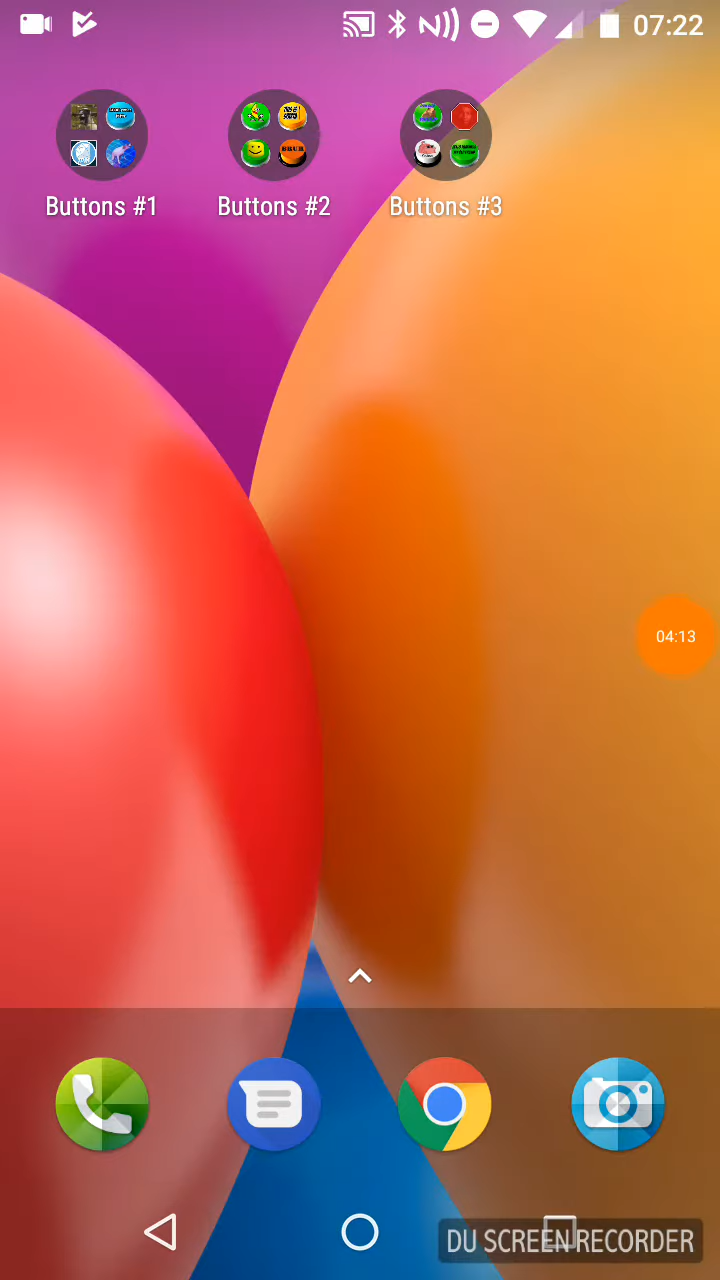 07:22
Buttons #1
Buttons #2
Buttons #3
04:13
DU SCREEN RECORDER